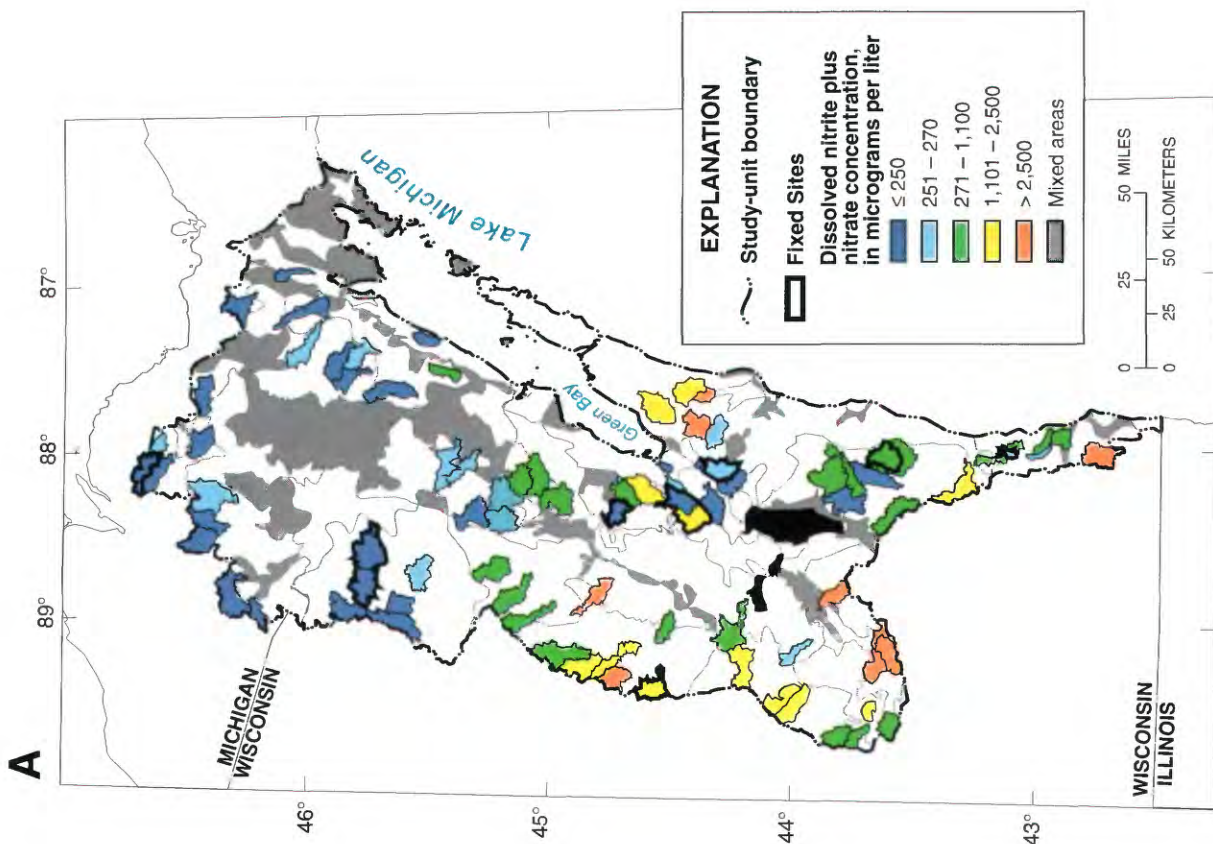 A
87°
88°
89°
46°
45°
44°
43°
MICHIGAN
WISCONSIN
WISCONSIN
ILLINOIS
Lake Michigan
Green Bay
EXPLANATION
Study-unit boundary
Fixed Sites
Dissolved nitrite plus
nitrate concentration,
in micrograms per liter
≤ 250
251 – 270
271 – 1,100
1,101 – 2,500
> 2,500
Mixed areas
0 25 50 MILES
0 25 50 KILOMETERS